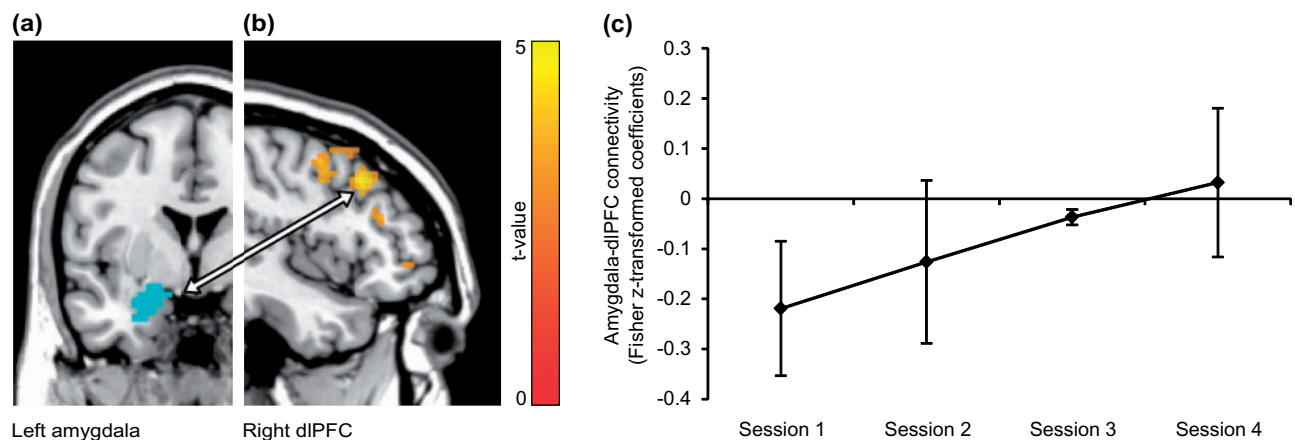 (a)
(b)
Left amygdala
Right dlPFC
5
t-value
0
(c)
Amygdala-dlPFC connectivity
(Fisher z-transformed coefficients)
0.3
0.2
0.1
0
-0.1
-0.2
-0.3
-0.4
Session 1
Session 2
Session 3
Session 4